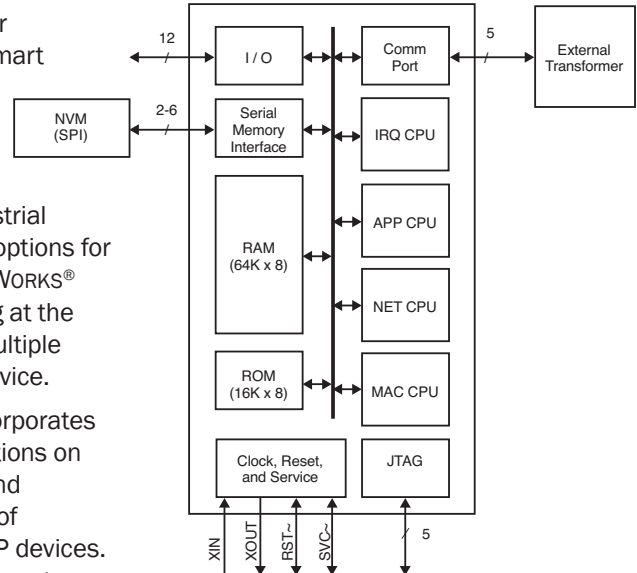 r
mart
strial
options for
WORKS®
g at the
ultiple
vice.
orporates
tions on
nd
of
P devices.
12
I / O
Comm
Port
5
External
Transformer
NVM
(SPI)
2-6
Serial
Memory
Interface
IRQ CPU
RAM
(64K x 8)
APP CPU
NET CPU
ROM
(16K x 8)
MAC CPU
Clock, Reset,
and Service
JTAG
XIN
XOUT
RST~
SVC~
5